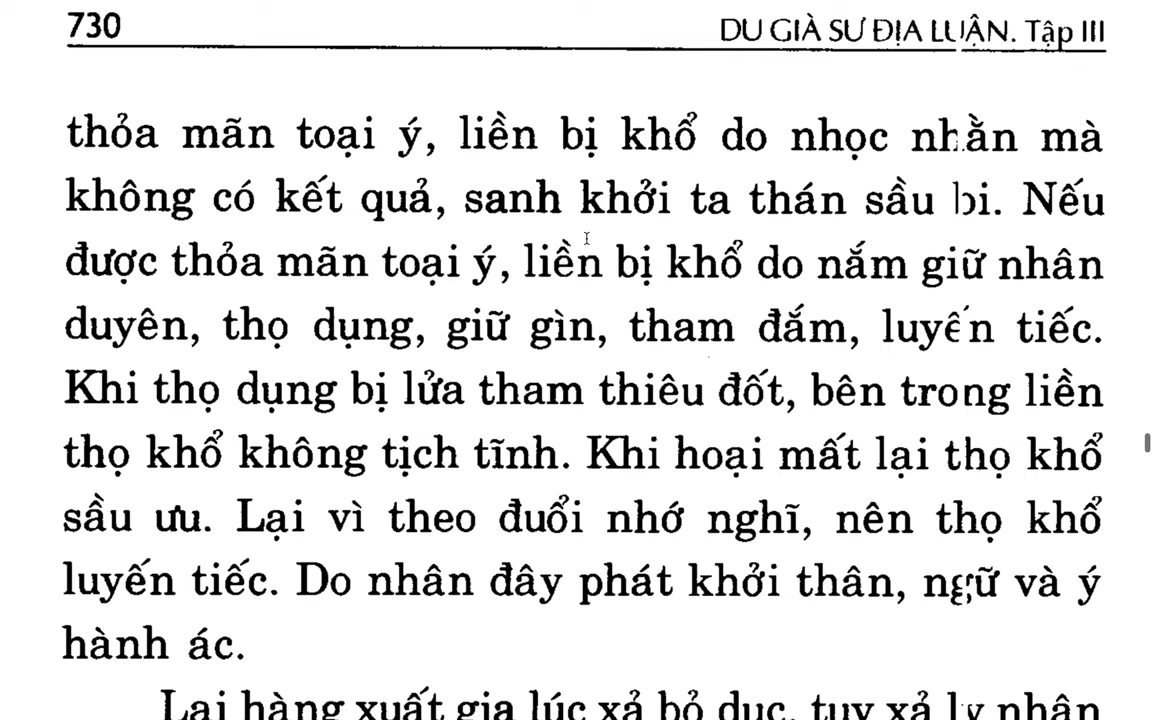 730
DU GIÀ SƯ ĐỊA LUẬN. Tập III
thỏa mãn toại ý, liền bị khổ do nhọc nhằn mà
không có kết quả, sanh khởi ta thán sầu bi. Nếu
được thỏa mãn toại ý, liền bị khổ do nắm giữ nhân
duyên, thọ dụng, giữ gìn, tham đắm, luyến tiếc.
Khi thọ dụng bị lửa tham thiêu đốt, bên trong liền
thọ khổ không tịch tĩnh. Khi hoại mất lại thọ khổ
sầu ưu. Lại vì theo đuổi nhớ nghĩ, nên thọ khổ
luyến tiếc. Do nhân đây phát khởi thân, ngữ và ý
hành ác.
Lại hàng xuất gia lúc xả bỏ dục, tuy xả ly nhân